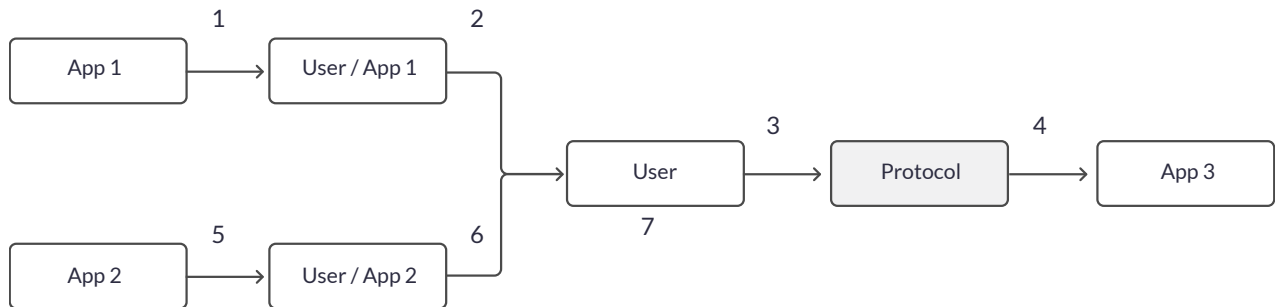 1
2
App 1
User / App 1
3
4
User
Protocol
App 3
7
5
6
App 2
User / App 2